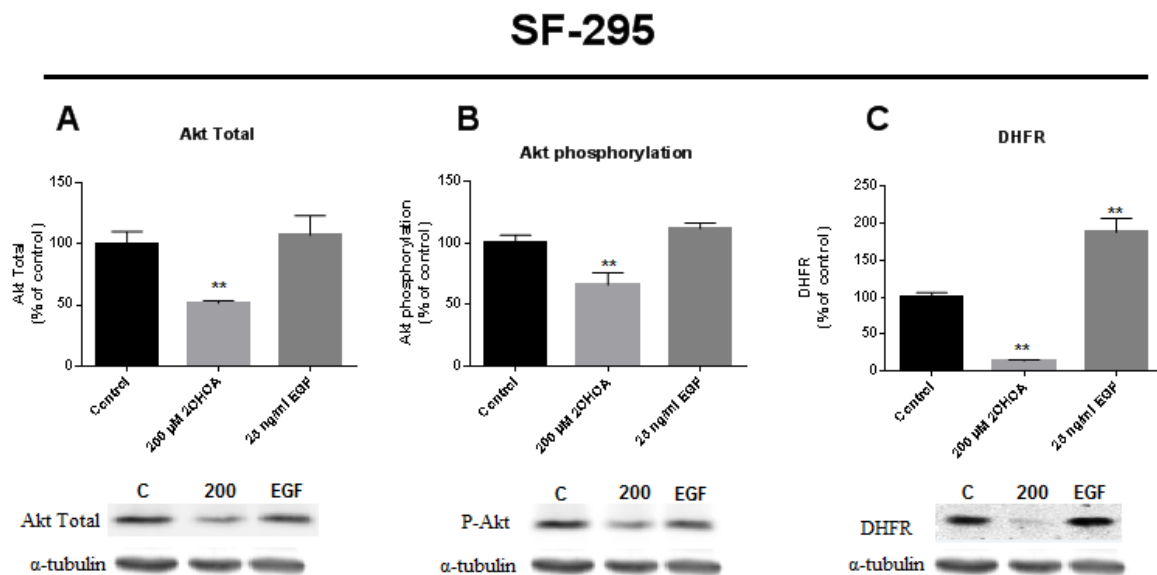 SF-295
A
Akt Total
Akt Total
(% of control)
150
100
50
0
**
Control
200 µM 2OHOA
25 ng/ml EGF
C 200 EGF
Akt Total
α-tubulin
B
Akt phosphorylation
Akt phosphorylation
(% of control)
150
100
50
0
**
Control
200 µM 2OHOA
25 ng/ml EGF
C 200 EGF
P-Akt
α-tubulin
C
DHFR
DHFR
(% of control)
250
200
150
100
50
0
**
**
Control
200 µM 2OHOA
25 ng/ml EGF
C 200 EGF
DHFR
α-tubulin